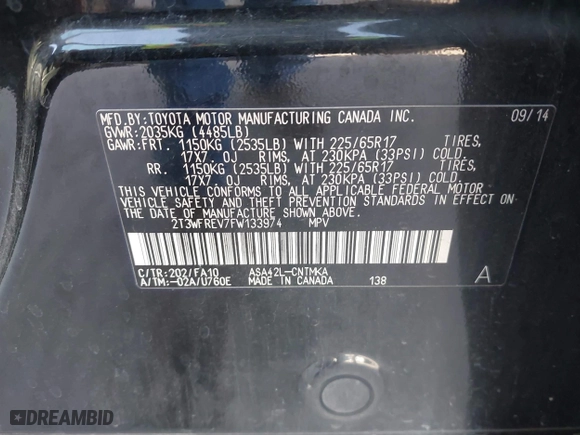 MFD.BY:TOYOTA MOTOR MANUFACTURING CANADA INC. 09/14
GVWR:2035KG (4485LB)
GAWR:FRT. 1150KG (2535LB) WITH 225/65R17 TIRES,
17X7.0J RIMS, AT 230KPA (33PSI) COLD.
RR. 1150KG (2535LB) WITH 225/65R17 TIRES,
17X7.0J RIMS, AT 230KPA (33PSI) COLD.
THIS VEHICLE CONFORMS TO ALL APPLICABLE FEDERAL MOTOR
VEHICLE SAFETY AND THEFT PREVENTION STANDARDS IN EFFECT ON
THE DATE OF MANUFACTURE SHOWN ABOVE.
2T3WFREV7FW133974 MPV
C/TR:202/FA10 ASA42L-CNTMKA
A/TM:-02A/U760E MADE IN CANADA 138 A
DREAMBID